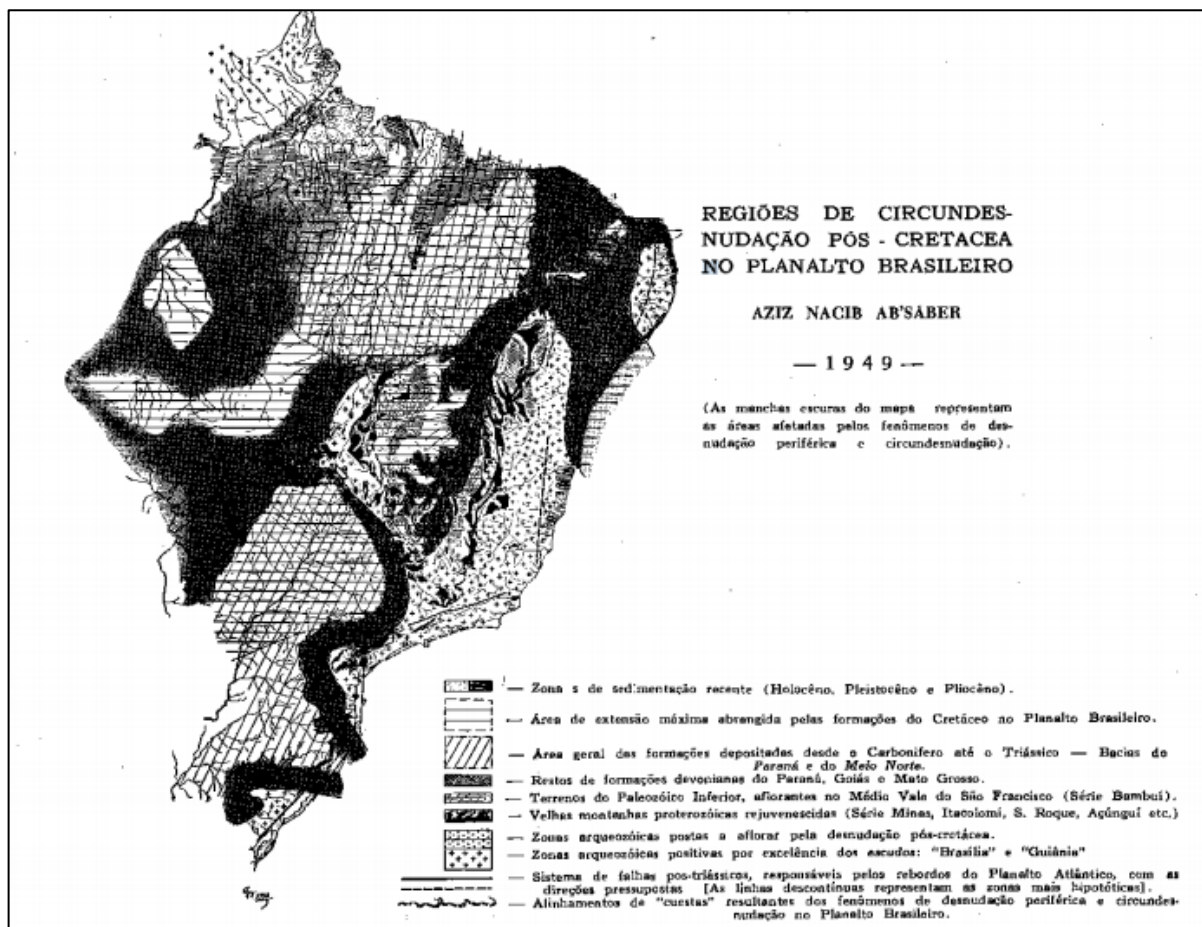 REGIÕES DE CIRCUNDES-
NUDAÇÃO PÓS - CRETACEA
NO PLANALTO BRASILEIRO
AZIZ NACIB AB'SABER
— 1949 —
(As manchas escuras do mapa representam
as áreas afetadas pelos fenômenos de des-
nudação periférica e circundesnudação).
— Zona s de sedimentação recente (Holocêno, Pleistocêno e Pliocêno).
— Área de extensão máxima abrangida pelas formações do Cretáceo no Planalto Brasileiro.
— Área geral das formações depositadas desde o Carbonífero até o Triássico — Bacias do
Paraná e do Meio Norte.
— Restos de formações devonianas do Paraná, Goiás e Mato Grosso.
— Terrenos do Paleozóico Inferior, aflorantes no Médio Vale do São Francisco (Série Bambuí).
— Velhas montanhas proterozóicas rejuvenescidas (Série Minas, Itacolomi, S. Roque, Açúngui etc.)
— Zonas arqueozóicas postas a aflorar pela desnudação pós-cretácea.
— Zonas arqueozóicas positivas por excelência dos escudos: "Brasília" e "Guiânia"
— Sistema de falhas pos-triássicos, responsáveis pelos rebordos do Planalto Atlântico, com as
direções pressupostas [As linhas descontínuas representam as zonas mais hipotéticas].
— Alinhamentos de "cuestas" resultantes dos fenômenos de desnudação periférica e circundes-
nudação no Planalto Brasileiro.